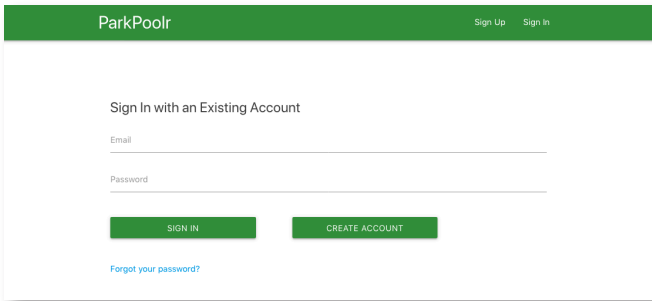 ParkPoolr Sign Up Sign In
Sign In with an Existing Account
Email
Password
SIGN IN CREATE ACCOUNT
Forgot your password?